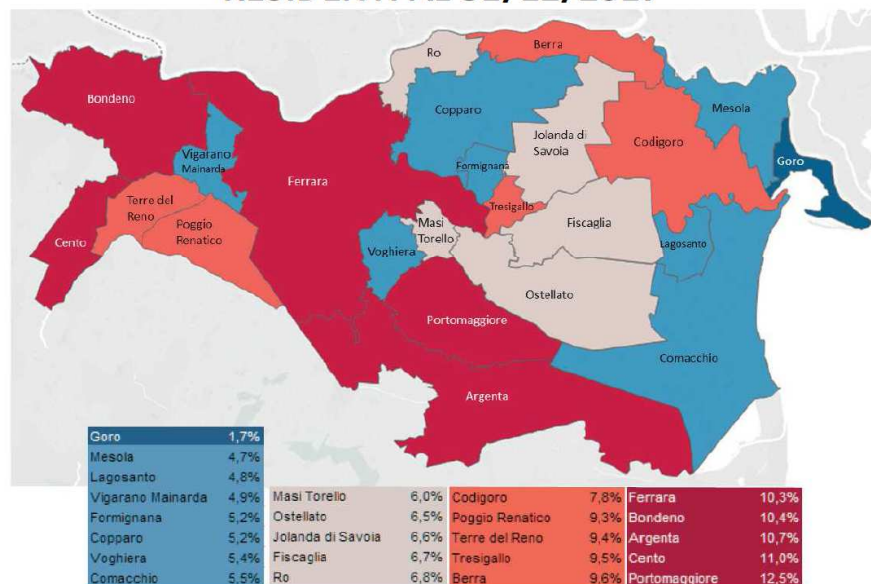 Ro
Berra
Bondeno
Copparo
Mesola
Jolanda di
Savoia
Codigoro
Vigarano
Mainarda
Formignana
Goro
Ferrara
Terre del
Reno
Tresigallo
Masi
Torello
Fiscaglia
Poggio
Renatico
Cento
Voghiera
Lagosanto
Ostellato
Portomaggiore
Comacchio
Argenta
Goro 1,7%
Mesola 4,7%
Lagosanto 4,8%
Vigarano Mainarda 4,9%
Formignana 5,2%
Copparo 5,2%
Voghiera 5,4%
Comacchio 5,5%
Masi Torello 6,0%
Ostellato 6,5%
Jolanda di Savoia 6,6%
Fiscaglia 6,7%
Ro 6,8%
Codigoro 7,8%
Poggio Renatico 9,3%
Terre del Reno 9,4%
Tresigallo 9,5%
Berra 9,6%
Ferrara 10,3%
Bondeno 10,4%
Argenta 10,7%
Cento 11,0%
Portomaggiore 12,5%